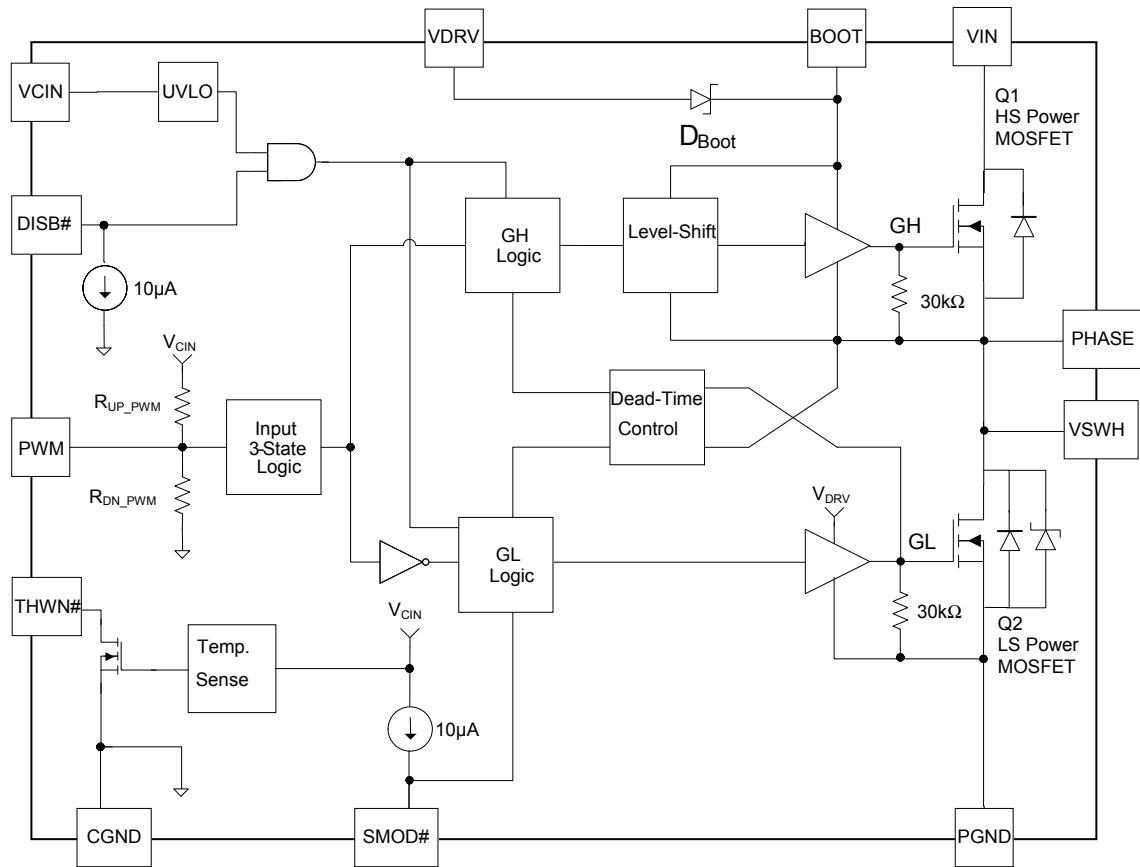 VDRV
BOOT
VIN
VCIN
UVLO
Q1
HS Power
MOSFET
DBoot
DISB#
GH
Logic
Level-Shift
GH
10µA
30kΩ
VCIN
PHASE
RUP_PWM
Dead-Time
Control
PWM
Input
3-State
Logic
VSWH
RDN_PWM
VDRV
GL
Logic
GL
THWN#
VCIN
30kΩ
Q2
LS Power
MOSFET
Temp.
Sense
10µA
CGND
SMOD#
PGND